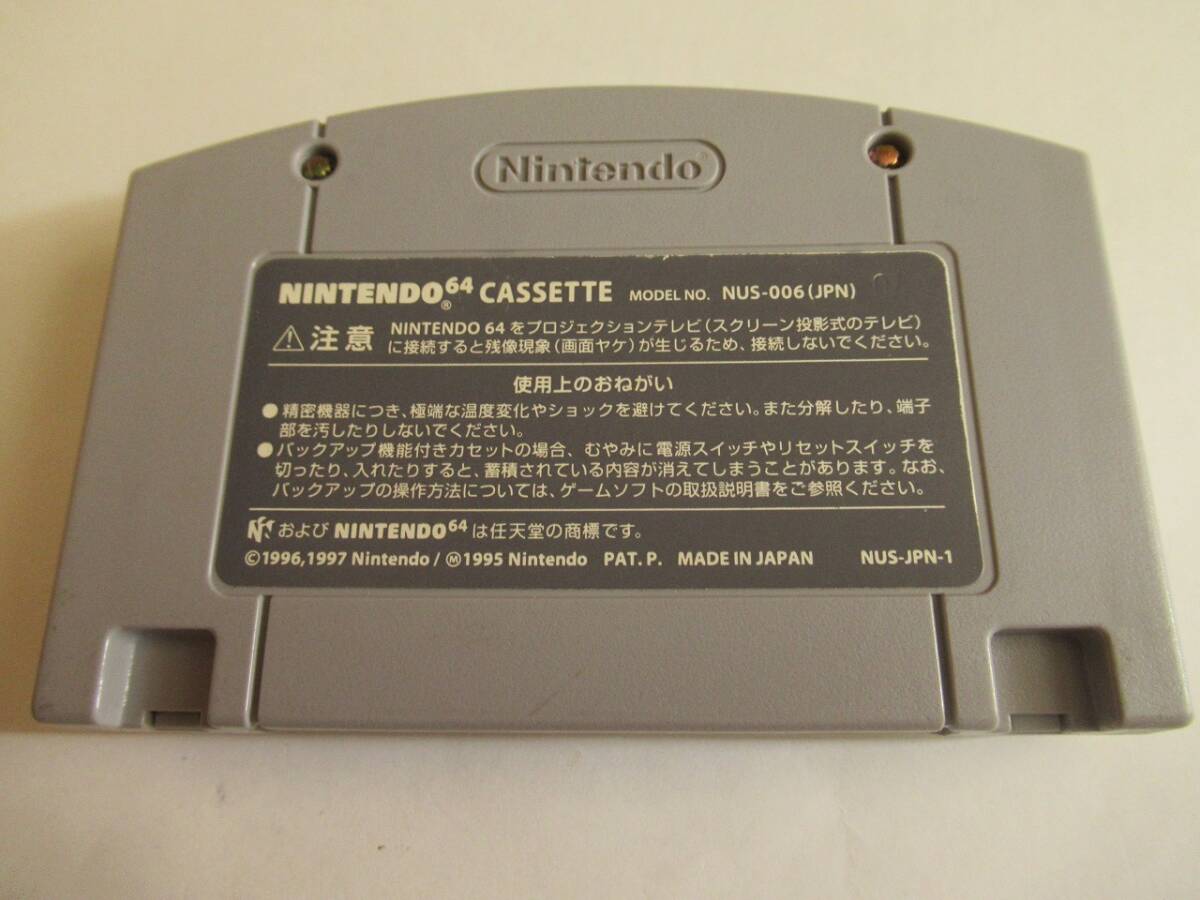 Nintendo®
NINTENDO64® CASSETTE MODEL NO. NUS-006(JPN)
⚠注意 NINTENDO 64をプロジェクションテレビ(スクリーン投影式のテレビ)
に接続すると残像現象(画面ヤケ)が生じるため、接続しないでください。
使用上のおねがい
●精密機器につき、極端な温度変化やショックを避けてください。また分解したり、端子
部を汚したりしないでください。
●バックアップ機能付きカセットの場合、むやみに電源スイッチやリセットスイッチを
切ったり、入れたりすると、蓄積されている内容が消えてしまうことがあります。なお、
バックアップの操作方法については、ゲームソフトの取扱説明書をご参照ください。
および NINTENDO64 は任天堂の商標です。
©1996,1997 Nintendo/Ⓜ1995 Nintendo PAT.P. MADE IN JAPAN NUS-JPN-1